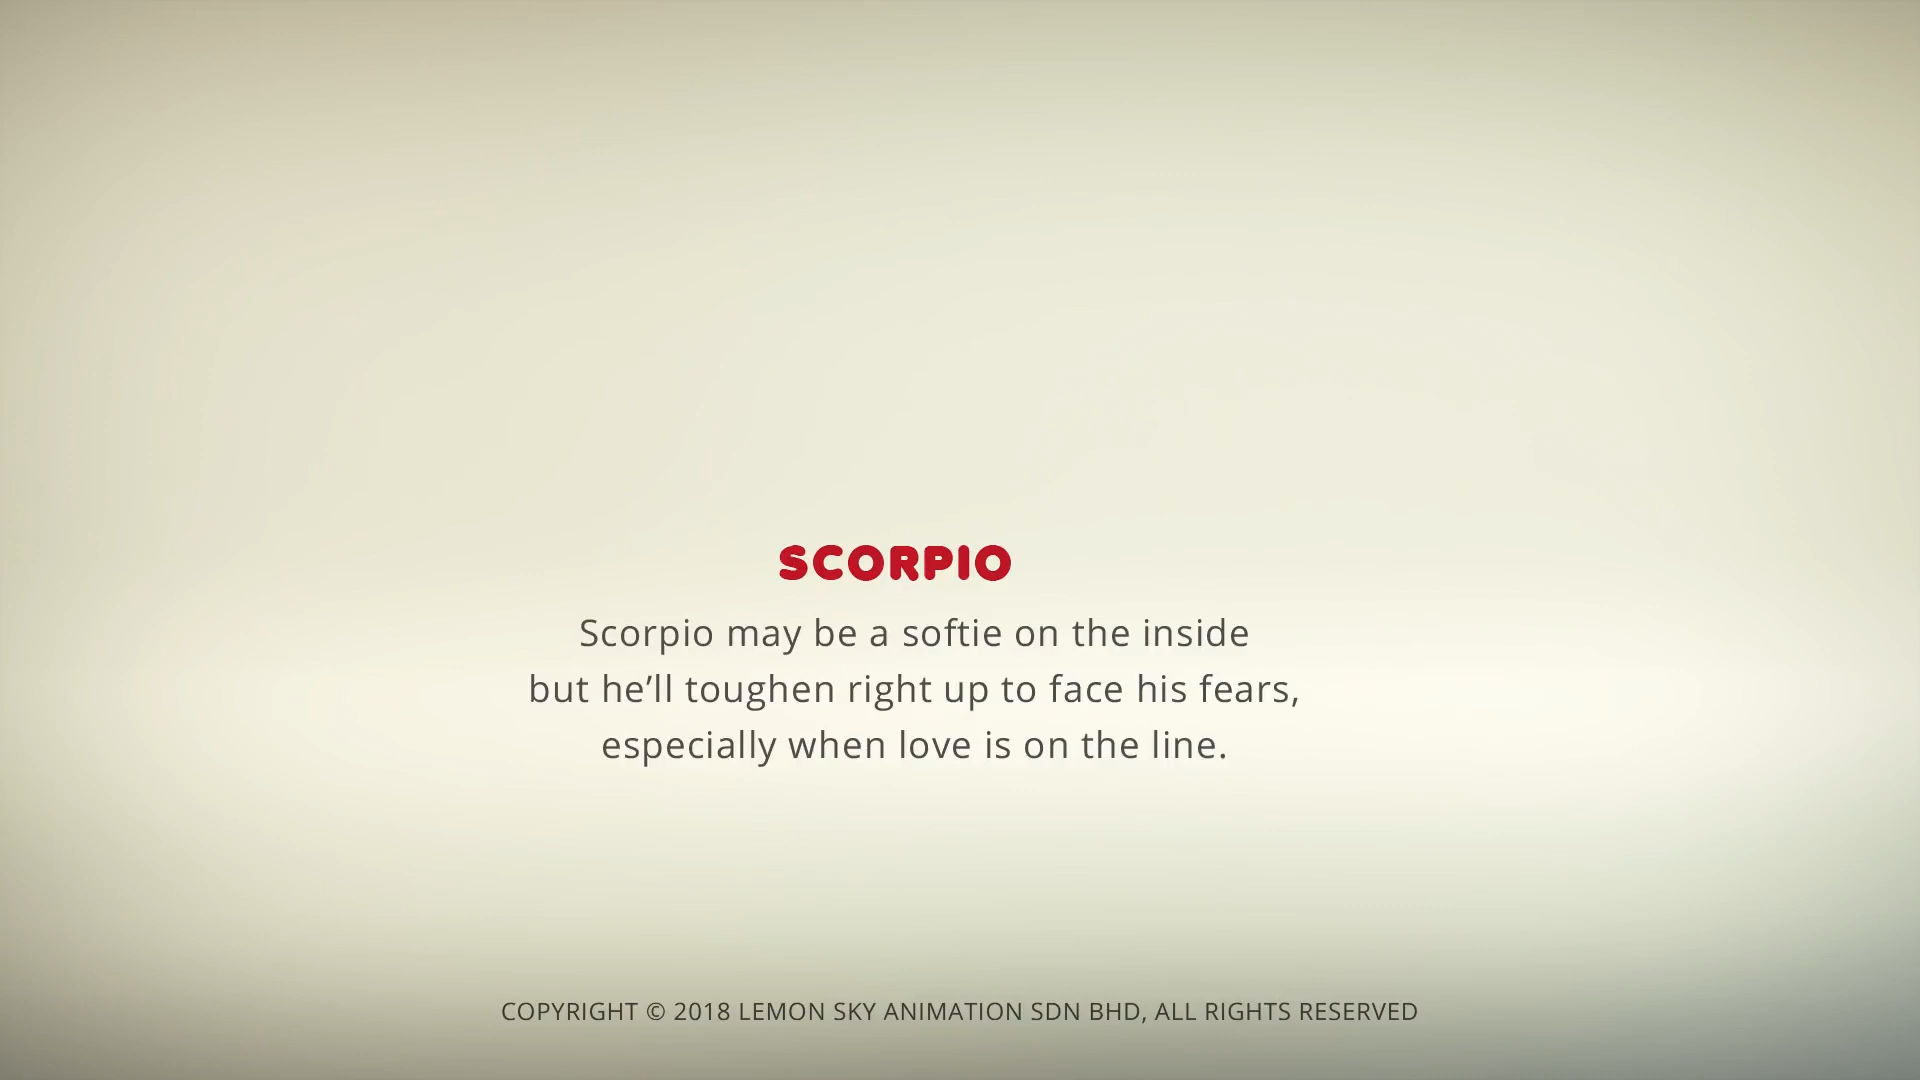 SCORPIO
Scorpio may be a softie on the inside
but he’ll toughen right up to face his fears,
especially when love is on the line.
COPYRIGHT © 2018 LEMON SKY ANIMATION SDN BHD, ALL RIGHTS RESERVED